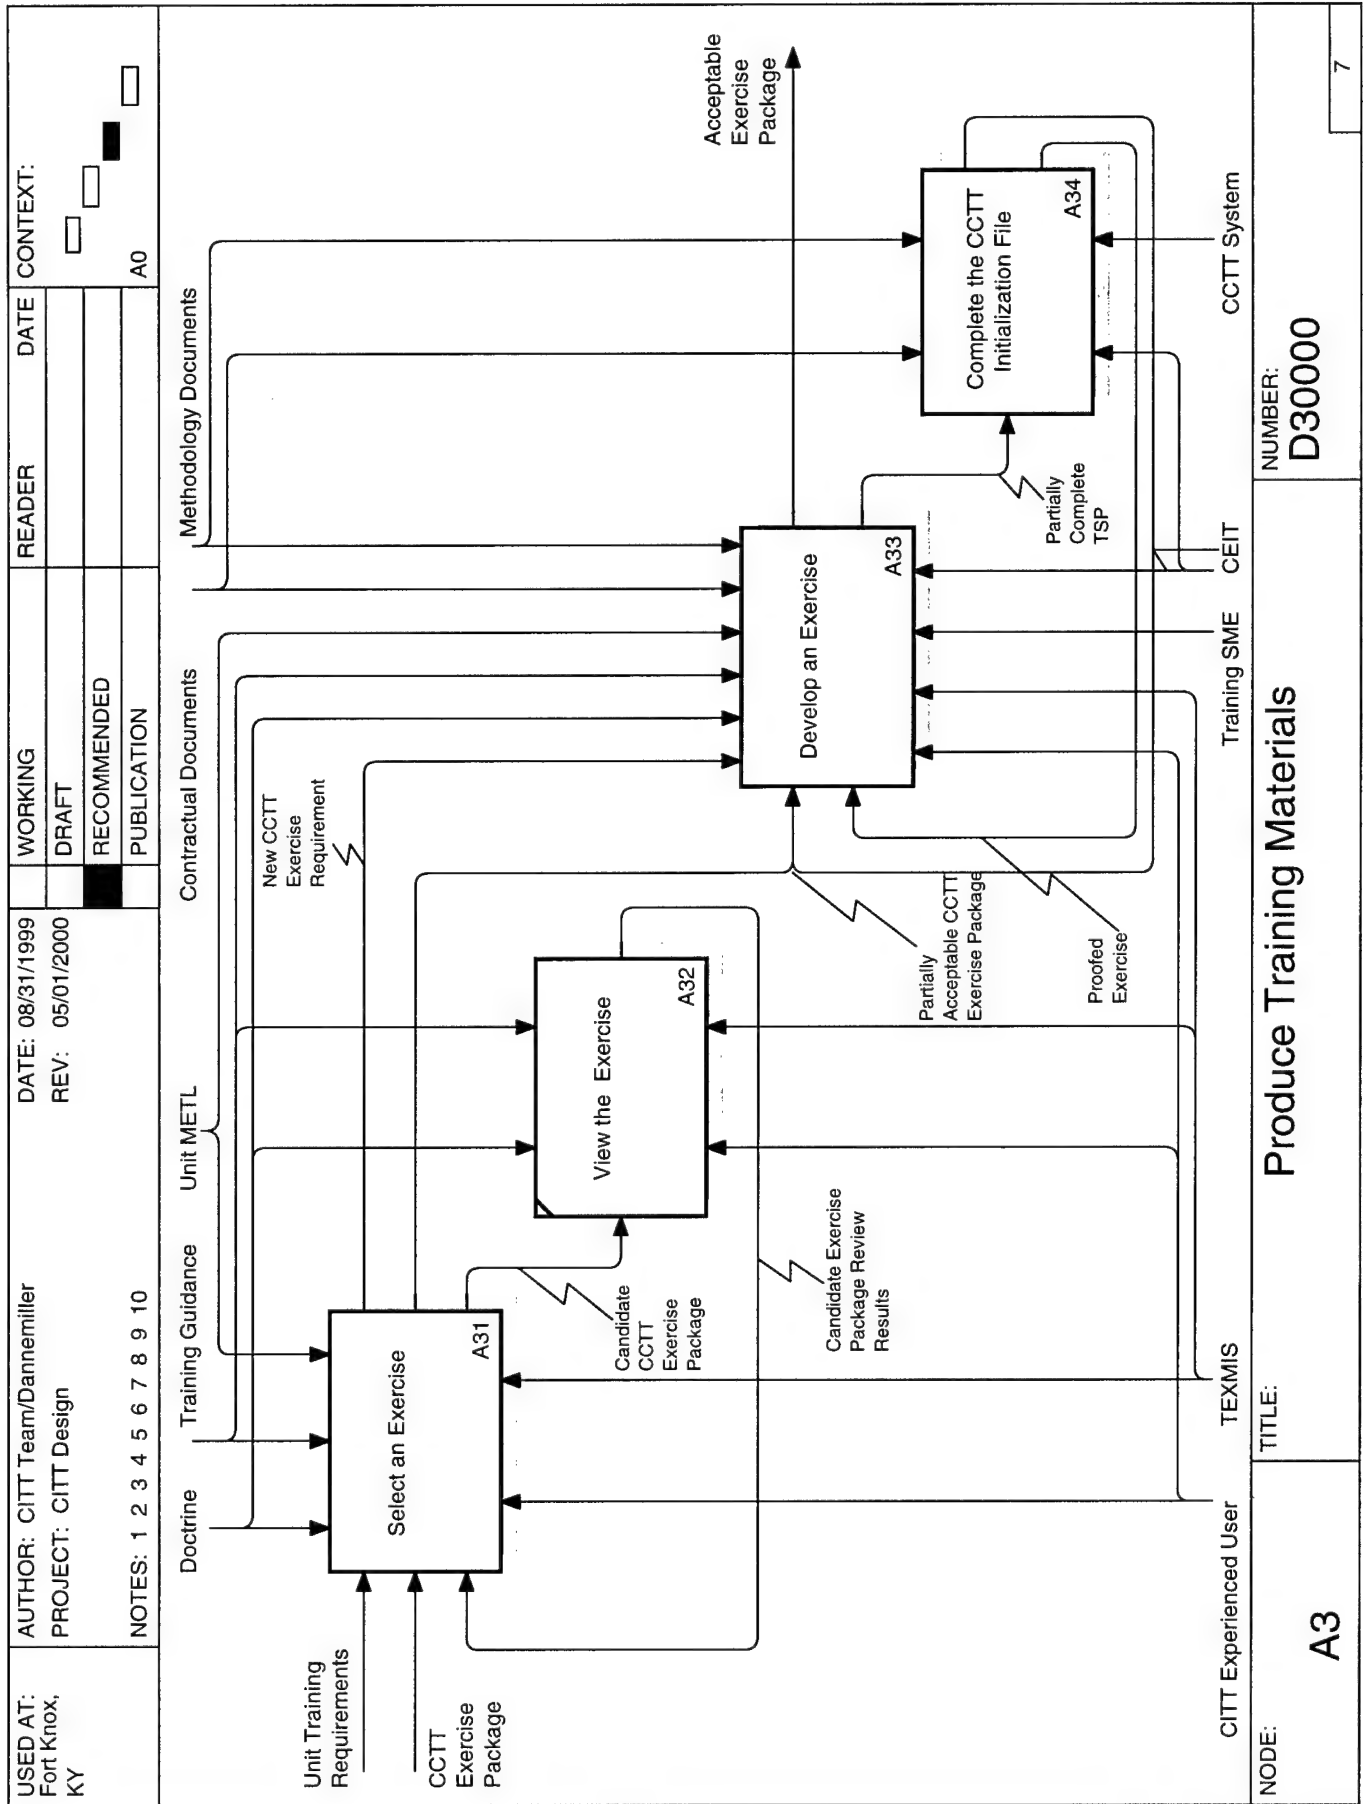 USED AT:
Fort Knox,
KY
AUTHOR: CITT Team/Dannemiller
PROJECT: CITT Design
NOTES: 1 2 3 4 5 6 7 8 9 10
DATE: 08/31/1999
REV: 05/01/2000
WORKING
DRAFT
RECOMMENDED
PUBLICATION
READER
DATE
CONTEXT:
A0
Doctrine
Training Guidance
Unit METL
Contractual Documents
Methodology Documents
Unit Training
Requirements
CCTT
Exercise
Package
Select an Exercise
A31
New CCTT
Exercise
Requirement
Candidate
CCTT
Exercise
Package
View the Exercise
A32
Candidate Exercise
Package Review
Results
Partially
Acceptable CCTT
Exercise Package
Proofed
Exercise
Develop an Exercise
A33
Acceptable
Exercise
Package
Partially
Complete
TSP
Complete the CCTT
Initialization File
A34
CITT Experienced User
TEXMIS
Training SME
CEIT
CCTT System
NODE:
A3
TITLE:
Produce Training Materials
NUMBER:
D30000
7